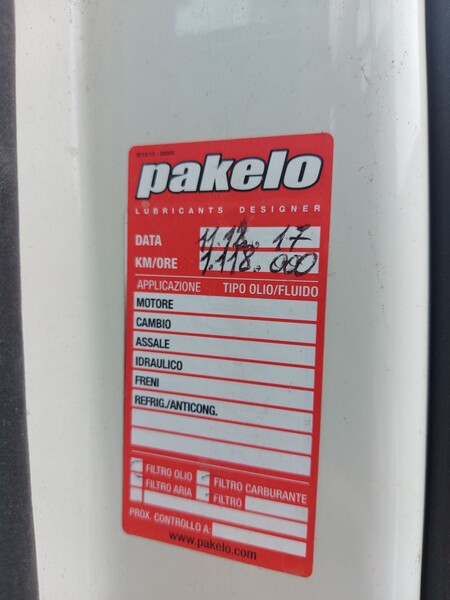 pakelo
LUBRICANTS DESIGNER
DATA 11.12. 17
KM/ORE 1.118.000
APPLICAZIONE TIPO OLIO/FLUIDO
MOTORE
CAMBIO
ASSALE
IDRAULICO
FRENI
REFRIG./ANTICONG.
FILTRO OLIO FILTRO CARBURANTE
FILTRO ARIA FILTRO
PROX. CONTROLLO A:
www.pakelo.com